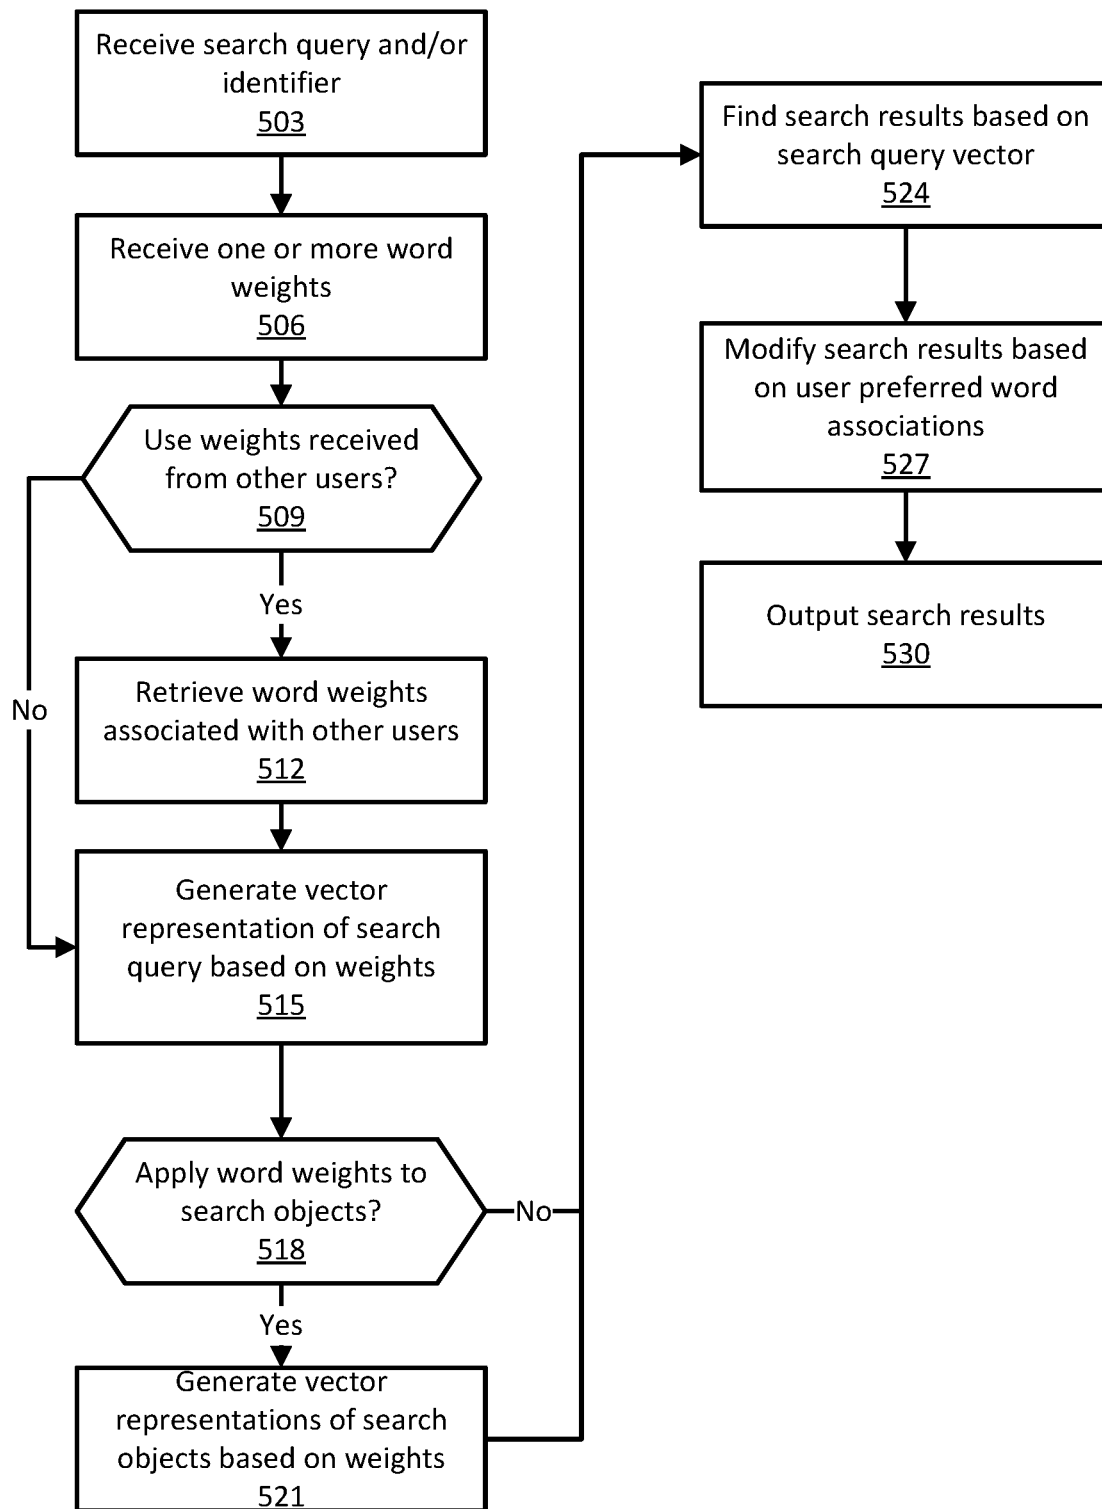 Receive search query and/or
identifier
503
Receive one or more word
weights
506
Use weights received
from other users?
509
Yes
No
Retrieve word weights
associated with other users
512
Generate vector
representation of search
query based on weights
515
Apply word weights to
search objects?
518
No
Yes
Generate vector
representations of search
objects based on weights
521
Find search results based on
search query vector
524
Modify search results based
on user preferred word
associations
527
Output search results
530